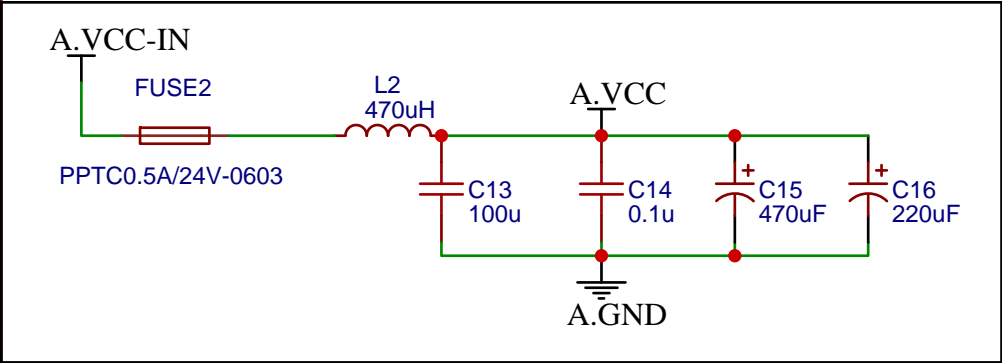 A.VCC-IN
FUSE2
PPTC0.5A/24V-0603
L2
470uH
A.VCC
C13
100u
C14
0.1u
+
C15
470uF
+
C16
220uF
A.GND